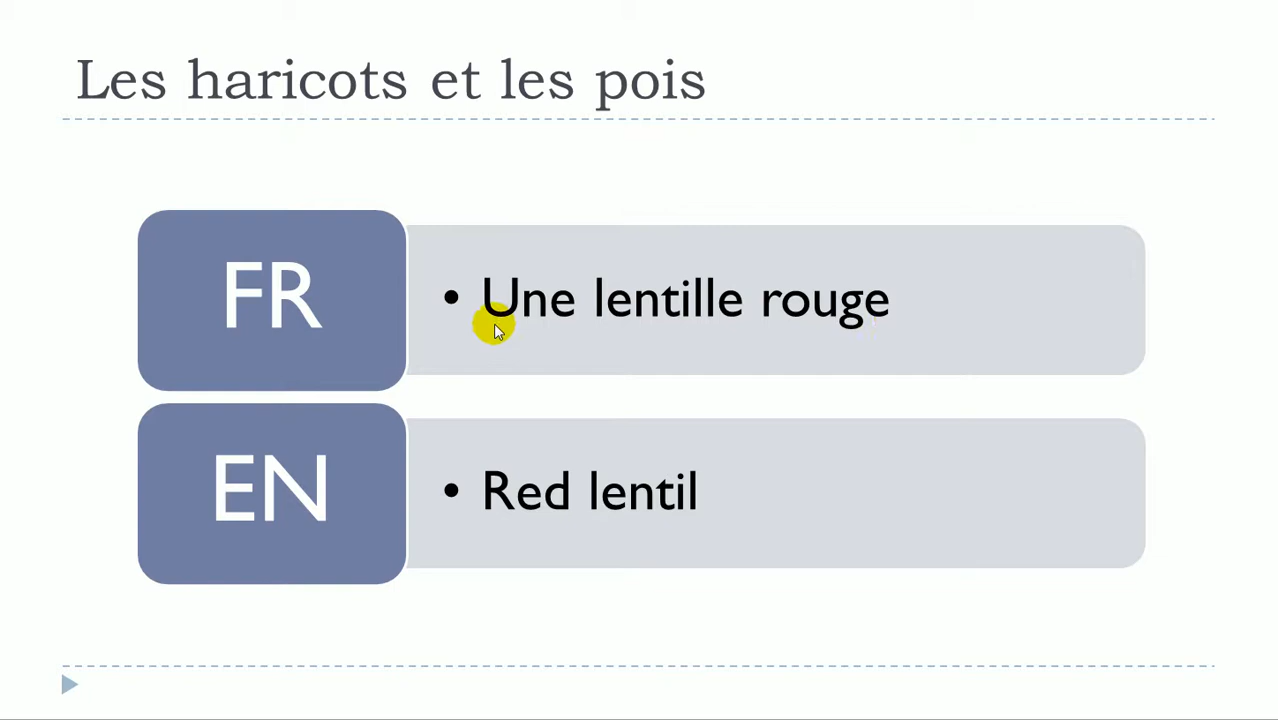 Les haricots et les pois
FR
• Une lentille rouge
EN
• Red lentil